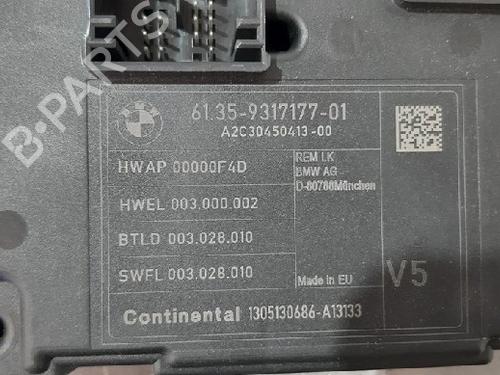 B-PARTS
BMW
61.35-9317177-01
A2C30450413-00
HWAP 00000F4D
REM LK
BMW AG
D-80788München
HWEL 003.000.002
BTLD 003.028.010
SWFL 003.028.010
Made in EU
V5
Continental 1305130686-A13133